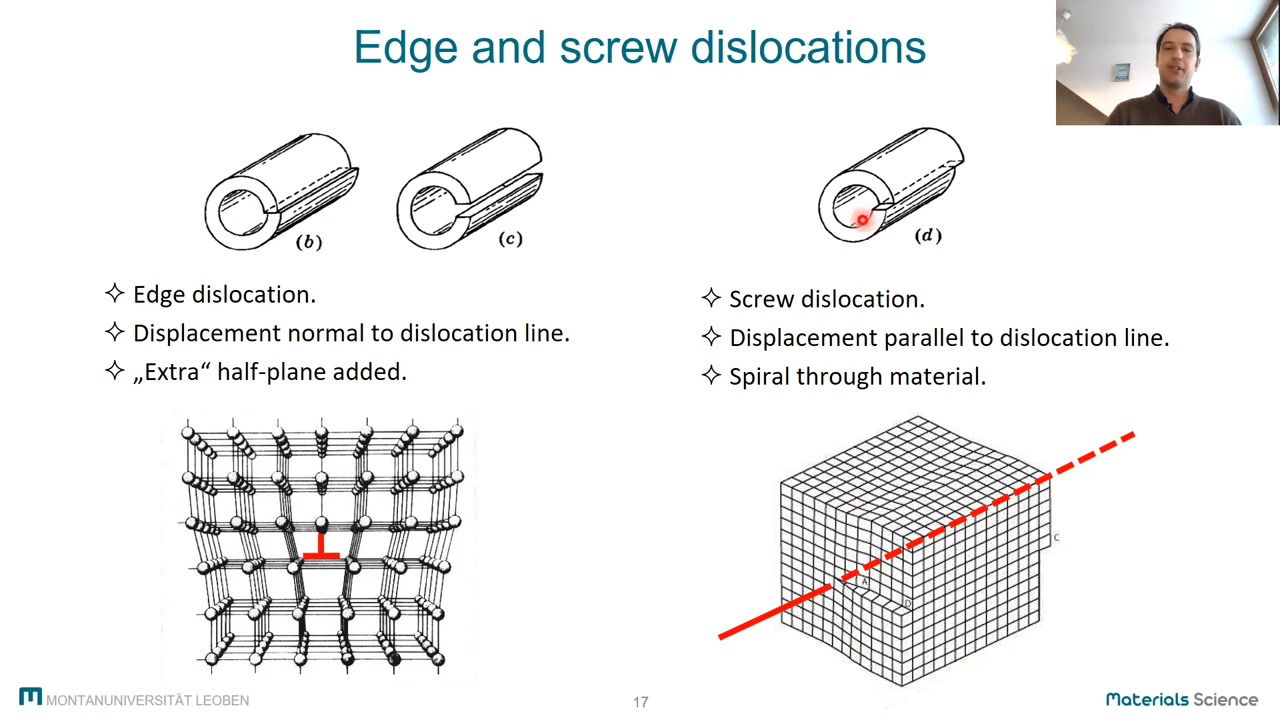 Edge and screw dislocations
(b)
(c)
(d)
✧ Edge dislocation.
✧ Displacement normal to dislocation line.
✧ „Extra“ half-plane added.
✧ Screw dislocation.
✧ Displacement parallel to dislocation line.
✧ Spiral through material.
A
D
C
MONTANUNIVERSITÄT LEOBEN
17
Materials Science